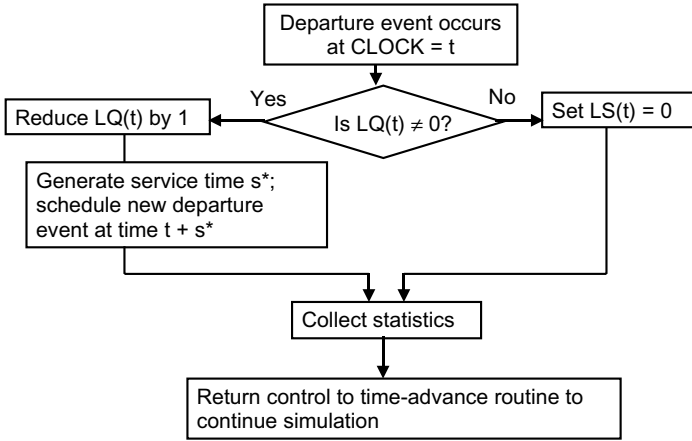 Departure event occurs
at CLOCK = t
Yes
No
Reduce LQ(t) by 1
Is LQ(t) ≠ 0?
Set LS(t) = 0
Generate service time s*;
schedule new departure
event at time t + s*
Collect statistics
Return control to time-advance routine to
continue simulation